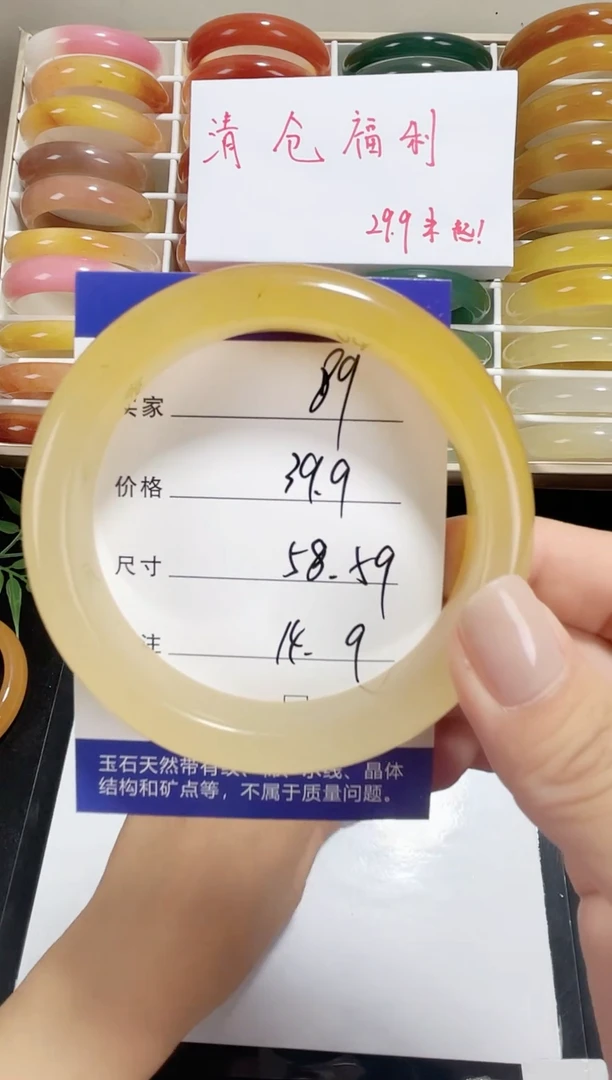 清仓福利
29.9米起!
买家 89
价格 39.9
尺寸 58-59
注 14-9
玉石天然带有纹、棉、水线、晶体
结构和矿点等，不属于质量问题。